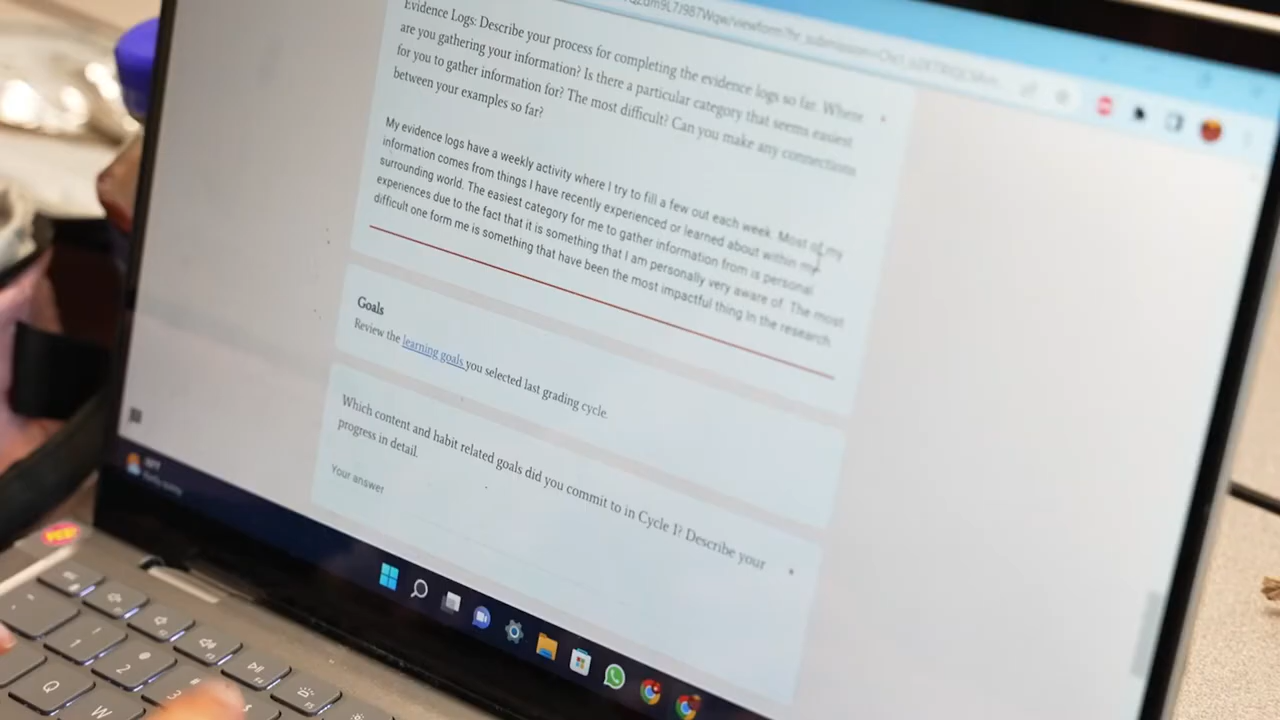 Evidence Logs: Describe your process for completing the evidence logs so far. Where
are you gathering your information? Is there a particular category that seems easiest
for you to gather information for? The most difficult? Can you make any connections
between your examples so far?
My evidence logs have a weekly activity where I try to fill a few out each week. Most of my
information comes from things I have recently experienced or learned about within my
surrounding world. The easiest category for me to gather information from is personal
experiences due to the fact that it is something that I am personally very aware of. The most
difficult one form me is something that have been the most impactful thing in the research
Goals
Review the learning goals you selected last grading cycle.
Which content and habit related goals did you commit to in Cycle 1? Describe your
progress in detail.
Your answer
1
2
3
Q
W